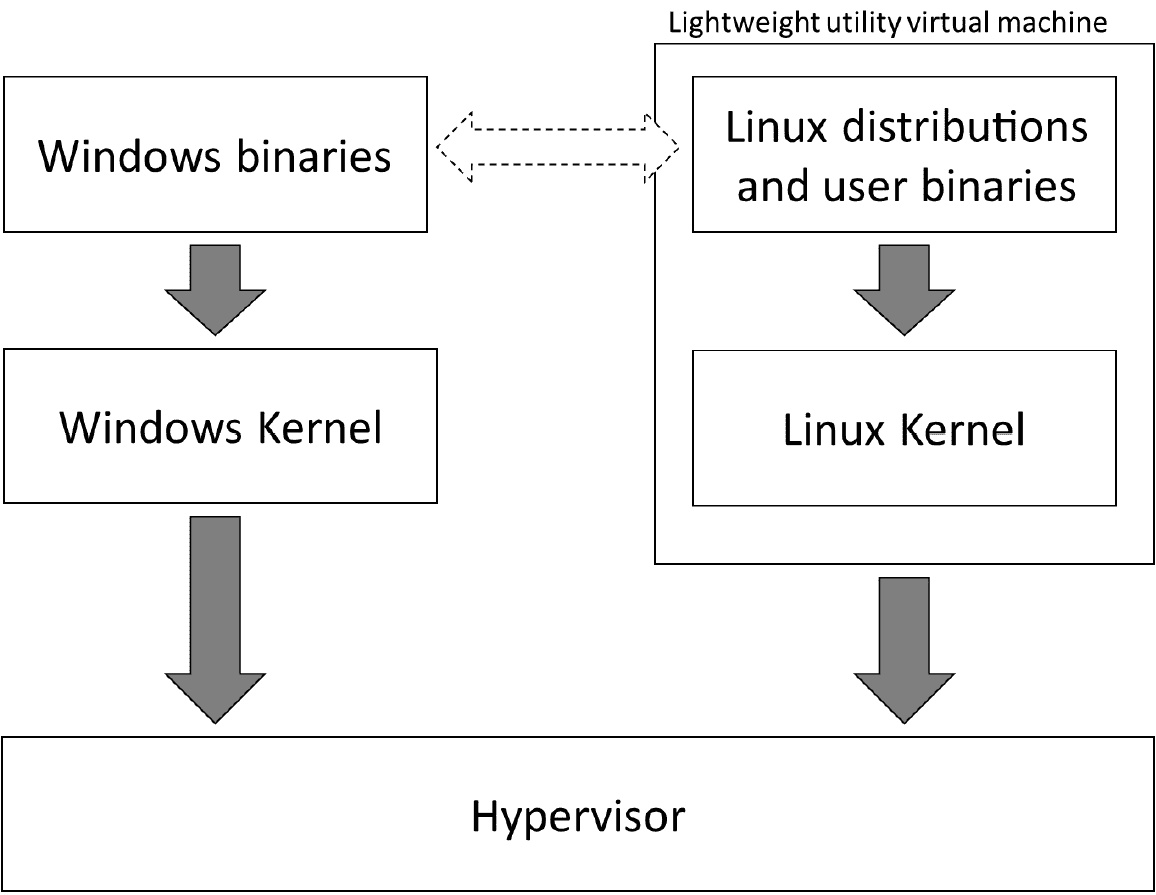 Lightweight utility virtual machine
Windows binaries
Linux distributions
and user binaries
Windows Kernel
Linux Kernel
Hypervisor